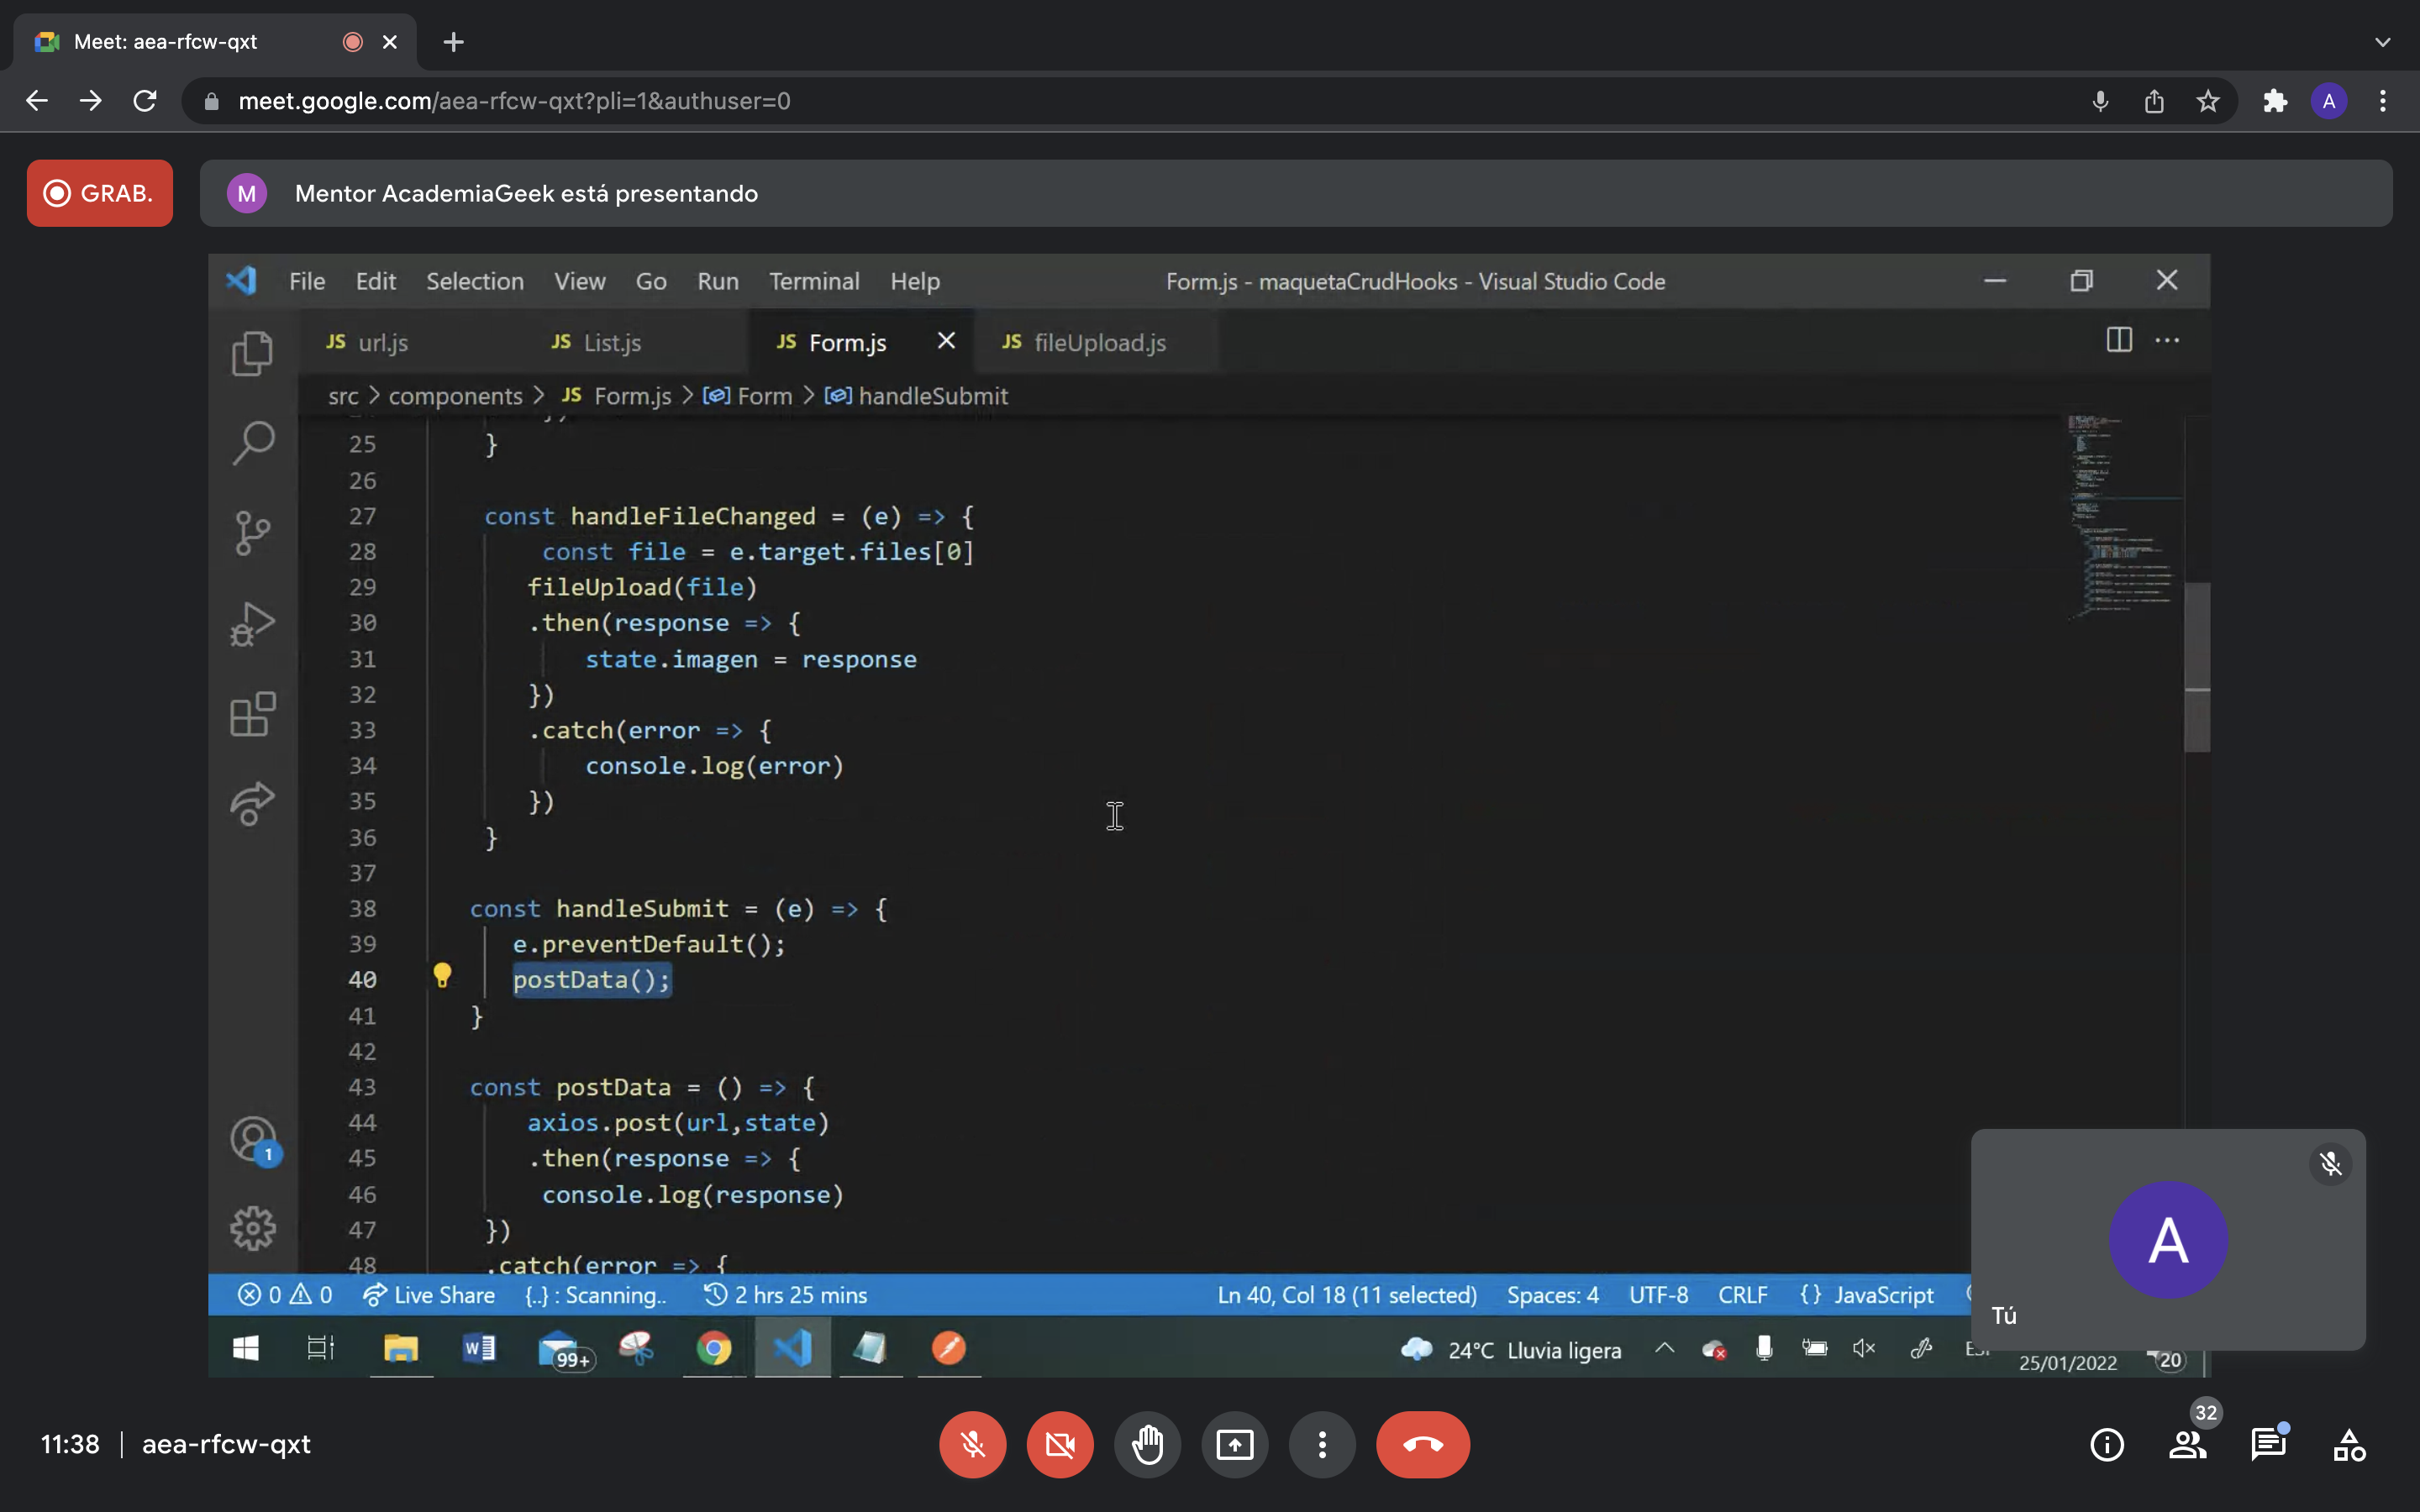 Meet: aea-rfcw-qxt
meet.google.com/aea-rfcw-qxt?pli=1&authuser=0
A
GRAB.
M
Mentor AcademiaGeek está presentando
File Edit Selection View Go Run Terminal Help
Form.js - maquetaCrudHooks - Visual Studio Code
JS url.js
JS List.js
JS Form.js
JS fileUpload.js
src > components > JS Form.js > Form > handleSubmit
25 }
26
27 const handleFileChanged = (e) => {
28 const file = e.target.files[0]
29 fileUpload(file)
30 .then(response => {
31 state.imagen = response
32 })
33 .catch(error => {
34 console.log(error)
35 })
36 }
37
38 const handleSubmit = (e) => {
39 e.preventDefault();
40 postData();
41 }
42
43 const postData = () => {
44 axios.post(url,state)
45 .then(response => {
46 console.log(response)
47 })
48 .catch(error => {
1
0 0 Live Share {..} : Scanning.. 2 hrs 25 mins
Ln 40, Col 18 (11 selected) Spaces: 4 UTF-8 CRLF {} JavaScript
A
Tú
W
99+
24°C Lluvia ligera
25/01/2022
20
11:38 | aea-rfcw-qxt
32